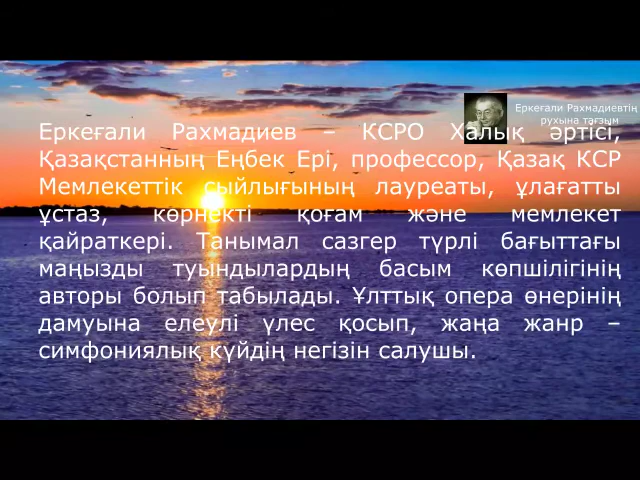 Еркеғали Рахмадиевтің
рухына тағзым
Еркеғали Рахмадиев – КСРО Халық әртісі,
Қазақстанның Еңбек Ері, профессор, Қазақ КСР
Мемлекеттік сыйлығының лауреаты, ұлағатты
ұстаз, көрнекті қоғам және мемлекет
қайраткері. Танымал сазгер түрлі бағыттағы
маңызды туындылардың басым көпшілігінің
авторы болып табылады. Ұлттық опера өнерінің
дамуына елеулі үлес қосып, жаңа жанр –
симфониялық күйдің негізін салушы.